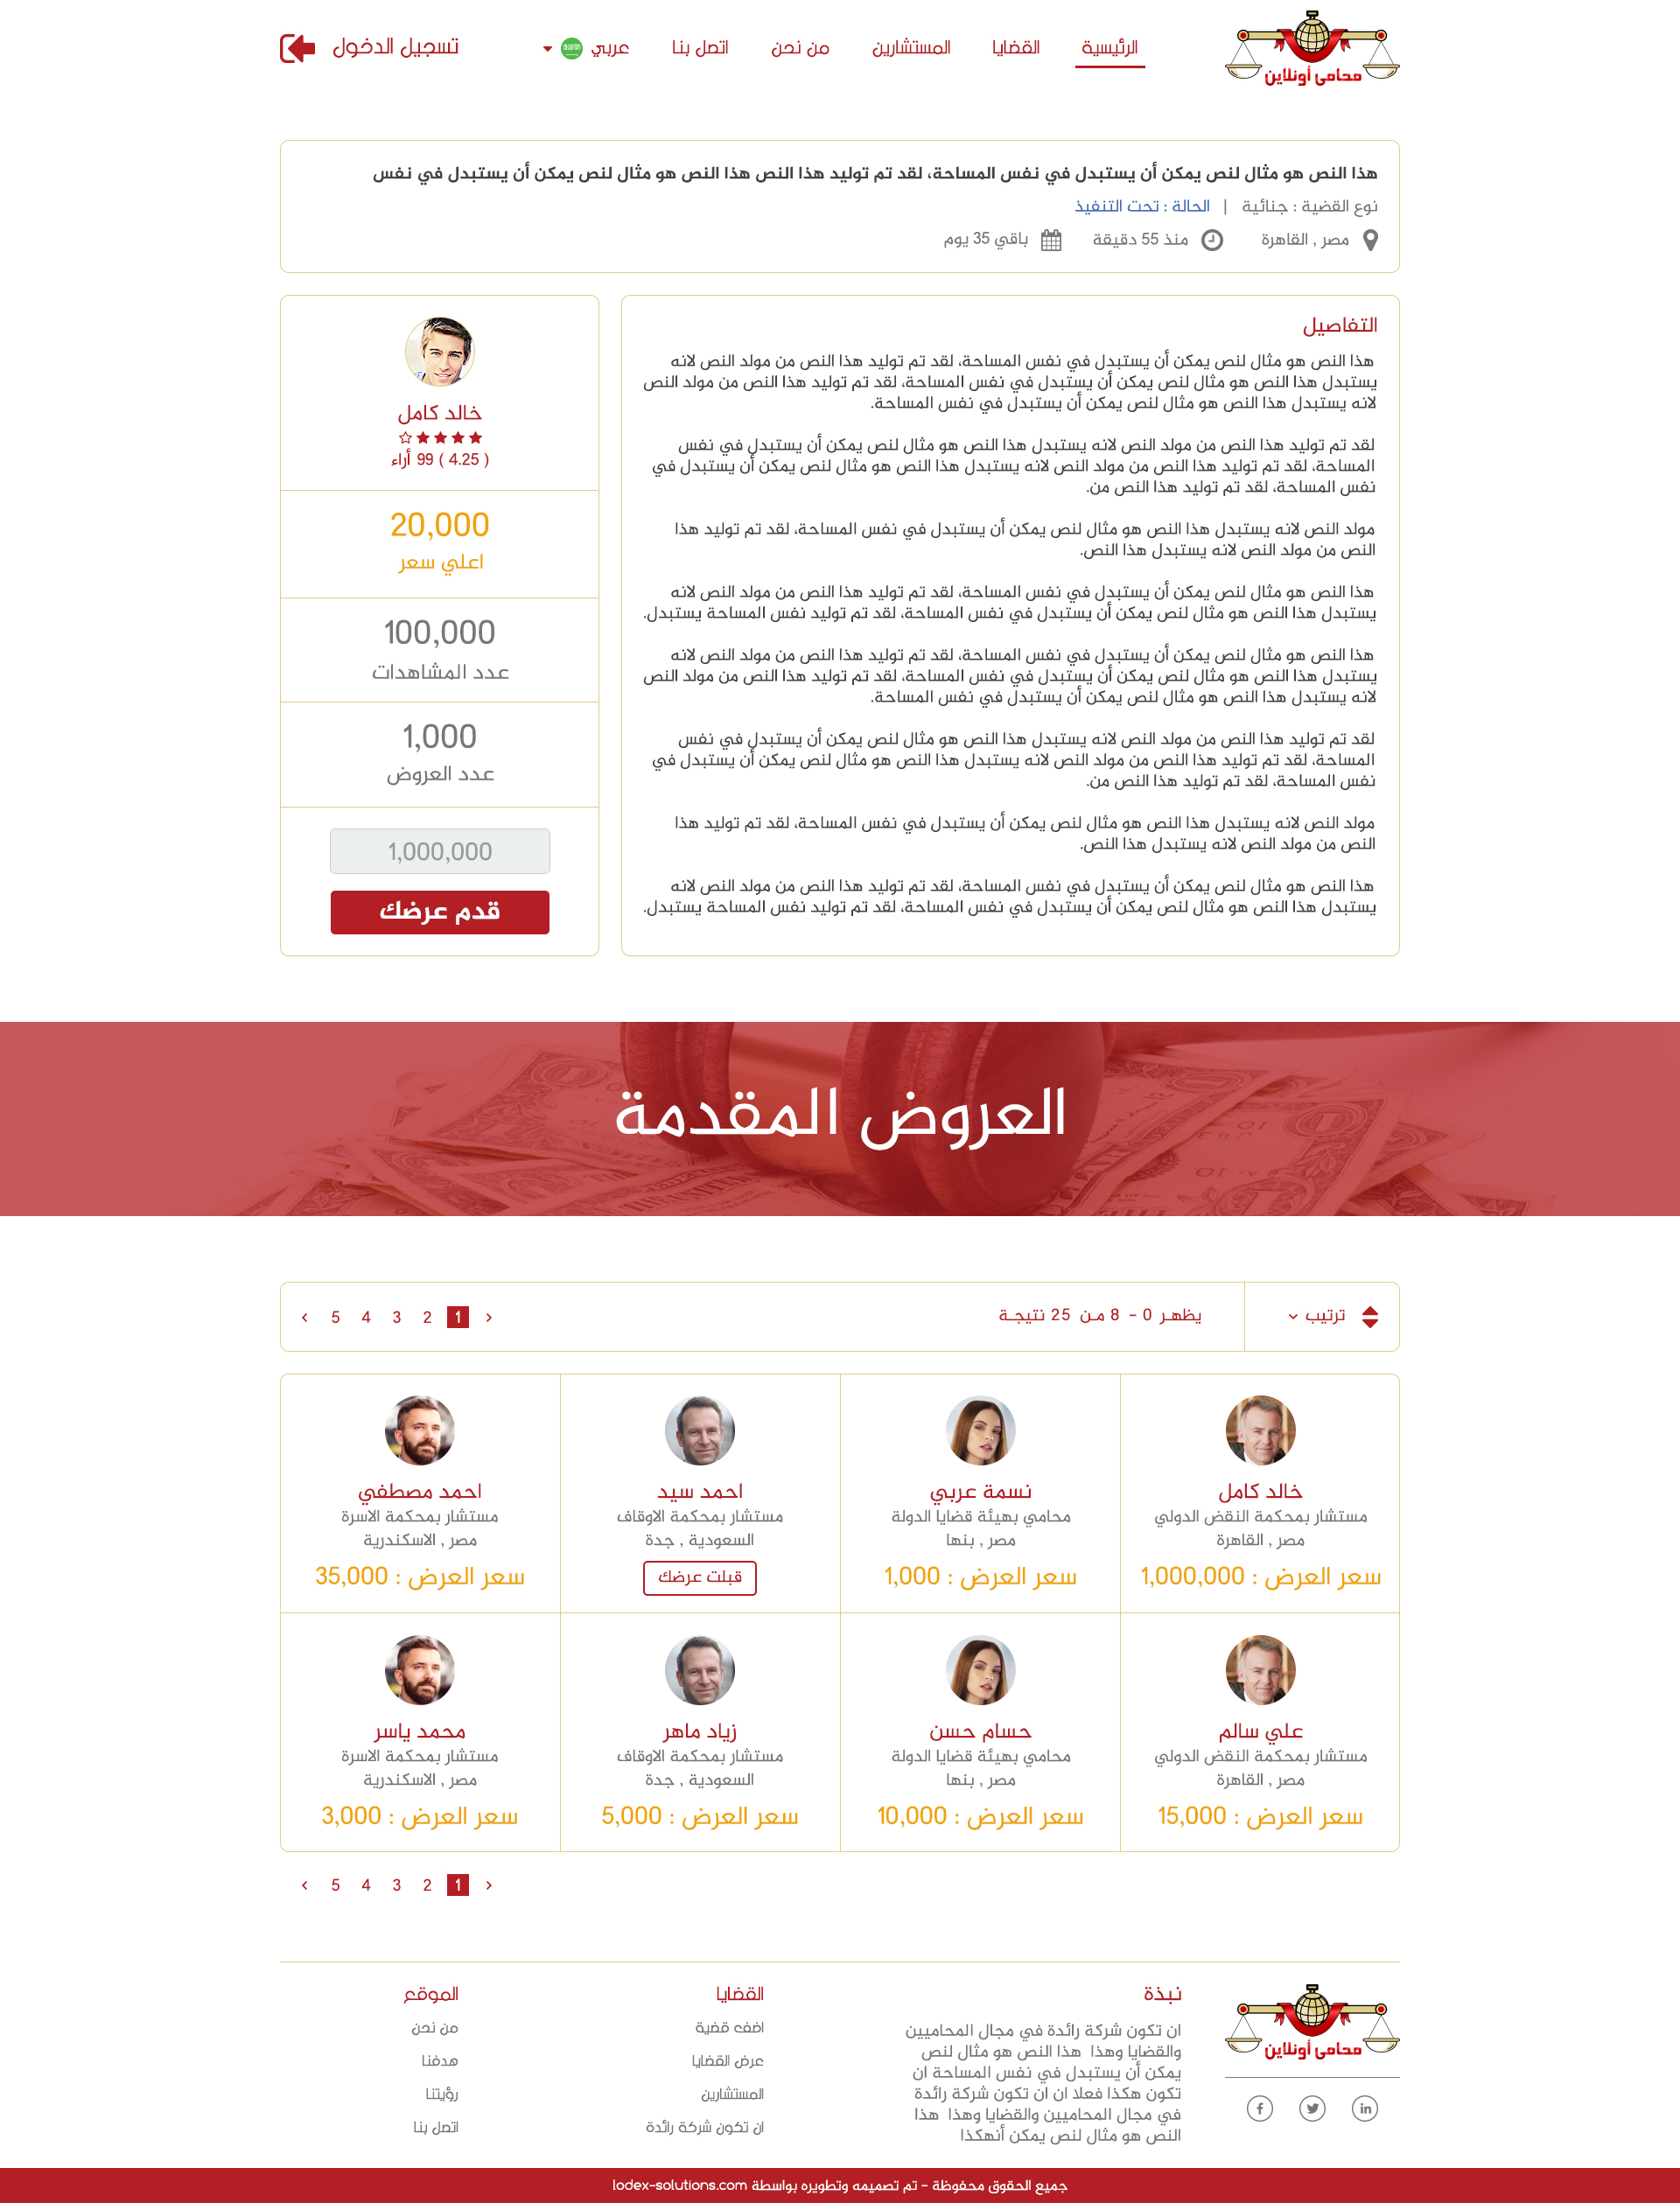 محامى أونلاين
الرئيسية
القضايا
المستشارين
من نحن
اتصل بنا
عربي
تسجيل الدخول
هذا النص هو مثال لنص يمكن أن يستبدل في نفس المساحة، لقد تم توليد هذا النص هذا النص هو مثال لنص يمكن أن يستبدل في نفس
نوع القضية : جنائية | الحالة : تحت التنفيذ
مصر , القاهرة
منذ 55 دقيقة
باقي 35 يوم
التفاصيل
هذا النص هو مثال لنص يمكن أن يستبدل في نفس المساحة، لقد تم توليد هذا النص من مولد النص لانه
يستبدل هذا النص هو مثال لنص يمكن أن يستبدل في نفس المساحة، لقد تم توليد هذا النص من مولد النص
لانه يستبدل هذا النص هو مثال لنص يمكن أن يستبدل في نفس المساحة.
لقد تم توليد هذا النص من مولد النص لانه يستبدل هذا النص هو مثال لنص يمكن أن يستبدل في نفس
المساحة، لقد تم توليد هذا النص من مولد النص لانه يستبدل هذا النص هو مثال لنص يمكن أن يستبدل في
نفس المساحة، لقد تم توليد هذا النص من.
مولد النص لانه يستبدل هذا النص هو مثال لنص يمكن أن يستبدل في نفس المساحة، لقد تم توليد هذا
النص من مولد النص لانه يستبدل هذا النص.
هذا النص هو مثال لنص يمكن أن يستبدل في نفس المساحة، لقد تم توليد هذا النص من مولد النص لانه
يستبدل هذا النص هو مثال لنص يمكن أن يستبدل في نفس المساحة، لقد تم توليد نفس المساحة يستبدل.
هذا النص هو مثال لنص يمكن أن يستبدل في نفس المساحة، لقد تم توليد هذا النص من مولد النص لانه
يستبدل هذا النص هو مثال لنص يمكن أن يستبدل في نفس المساحة، لقد تم توليد هذا النص من مولد النص
لانه يستبدل هذا النص هو مثال لنص يمكن أن يستبدل في نفس المساحة.
لقد تم توليد هذا النص من مولد النص لانه يستبدل هذا النص هو مثال لنص يمكن أن يستبدل في نفس
المساحة، لقد تم توليد هذا النص من مولد النص لانه يستبدل هذا النص هو مثال لنص يمكن أن يستبدل في
نفس المساحة، لقد تم توليد هذا النص من.
مولد النص لانه يستبدل هذا النص هو مثال لنص يمكن أن يستبدل في نفس المساحة، لقد تم توليد هذا
النص من مولد النص لانه يستبدل هذا النص.
هذا النص هو مثال لنص يمكن أن يستبدل في نفس المساحة، لقد تم توليد هذا النص من مولد النص لانه
يستبدل هذا النص هو مثال لنص يمكن أن يستبدل في نفس المساحة، لقد تم توليد نفس المساحة يستبدل.
خالد كامل
( 4.25 ) 99 أراء
20,000
اعلي سعر
100,000
عدد المشاهدات
1,000
عدد العروض
1,000,000
قدم عرضك
العروض المقدمة
ترتيب
يظهـر 0 - 8 مـن 25 نتيجـة
1 2 3 4 5
خالد كامل
مستشار بمحكمة النقض الدولي
مصر , القاهرة
سعر العرض : 1,000,000
نسمة عربي
محامي بهيئة قضايا الدولة
مصر , بنها
سعر العرض : 1,000
احمد سيد
مستشار بمحكمة الاوقاف
السعودية , جدة
قبلت عرضك
احمد مصطفي
مستشار بمحكمة الاسرة
مصر , الاسكندرية
سعر العرض : 35,000
علي سالم
مستشار بمحكمة النقض الدولي
مصر , القاهرة
سعر العرض : 15,000
حسام حسن
محامي بهيئة قضايا الدولة
مصر , بنها
سعر العرض : 10,000
زياد ماهر
مستشار بمحكمة الاوقاف
السعودية , جدة
سعر العرض : 5,000
محمد ياسر
مستشار بمحكمة الاسرة
مصر , الاسكندرية
سعر العرض : 3,000
1 2 3 4 5
محامى أونلاين
نبذة
ان تكون شركة رائدة في مجال المحاميين
والقضايا وهذا هذا النص هو مثال لنص
يمكن أن يستبدل في نفس المساحة ان
تكون هكذا فعلا ان ان تكون شركة رائدة
في مجال المحاميين والقضايا وهذا هذا
النص هو مثال لنص يمكن أنهكذا
القضايا
اضف قضية
عرض القضايا
المستشارين
ان تكون شركة رائدة
الموقع
من نحن
هدفنا
رؤيتنا
اتصل بنا
جميع الحقوق محفوظة - تم تصميمه وتطويره بواسطة lodex-solutions.com